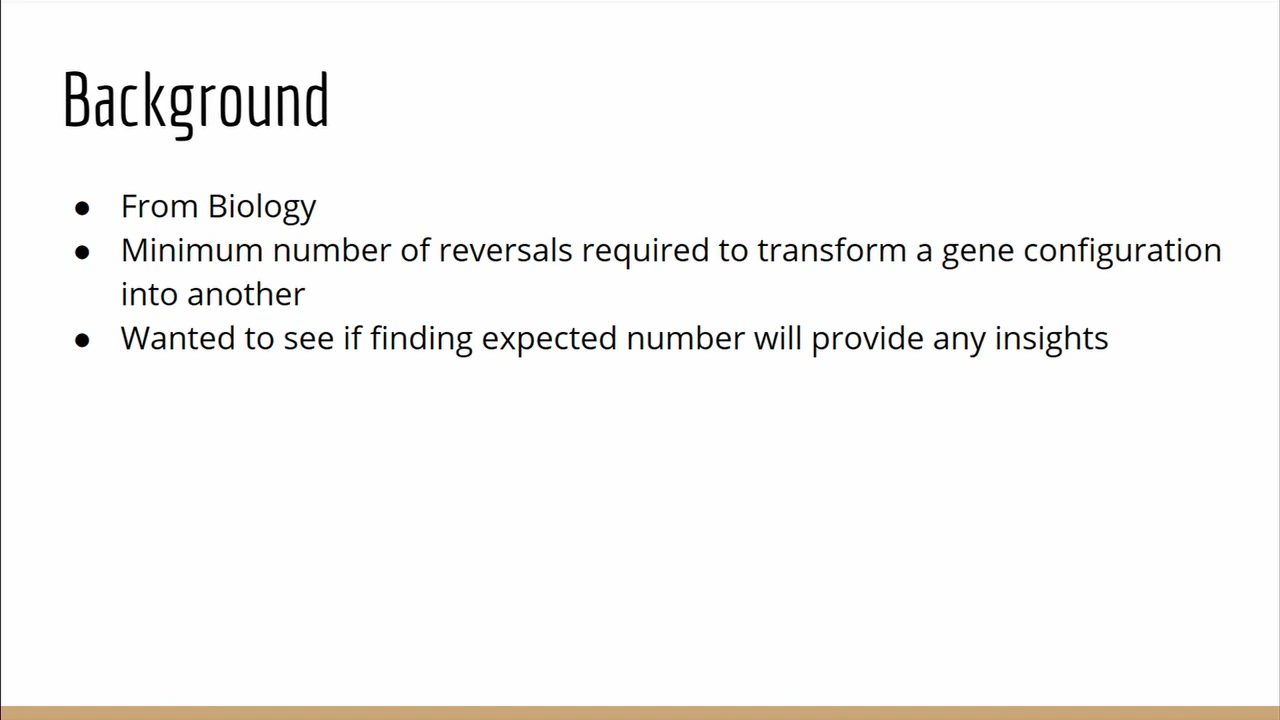 Background
● From Biology
● Minimum number of reversals required to transform a gene configuration
into another
● Wanted to see if finding expected number will provide any insights